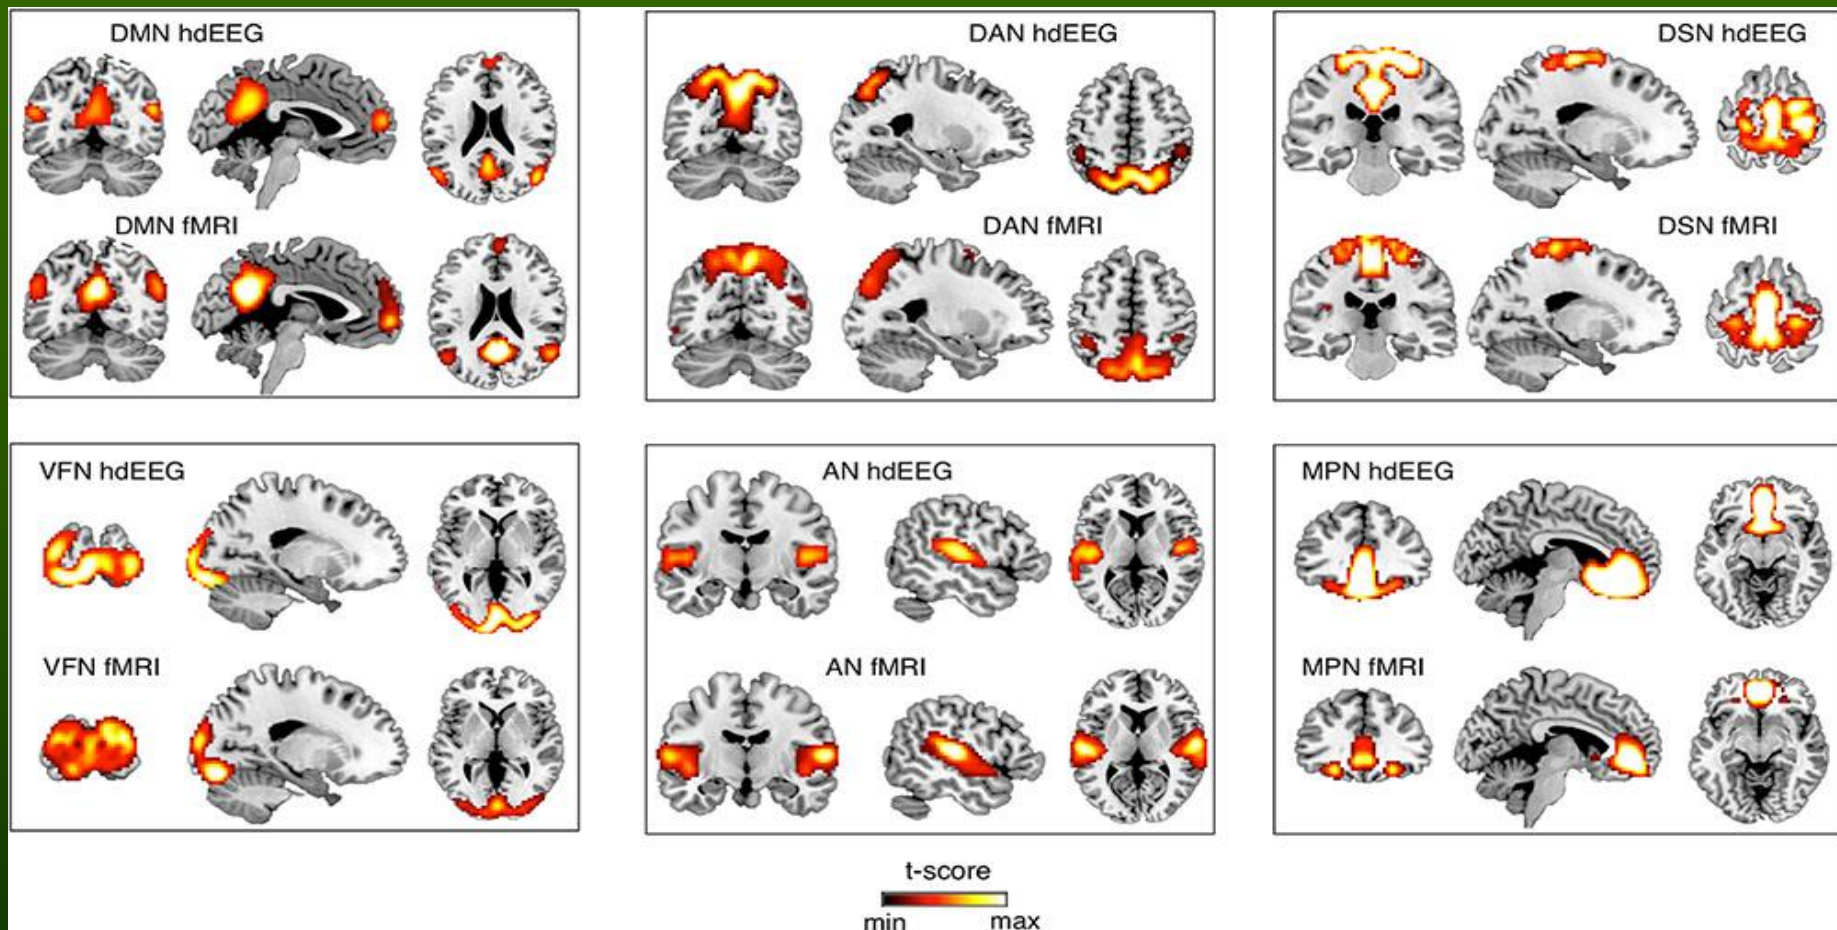 DMN hdEEG
DAN hdEEG
DSN hdEEG
DMN fMRI
DAN fMRI
DSN fMRI
VFN hdEEG
AN hdEEG
MPN hdEEG
VFN fMRI
AN fMRI
MPN fMRI
t-score
min max